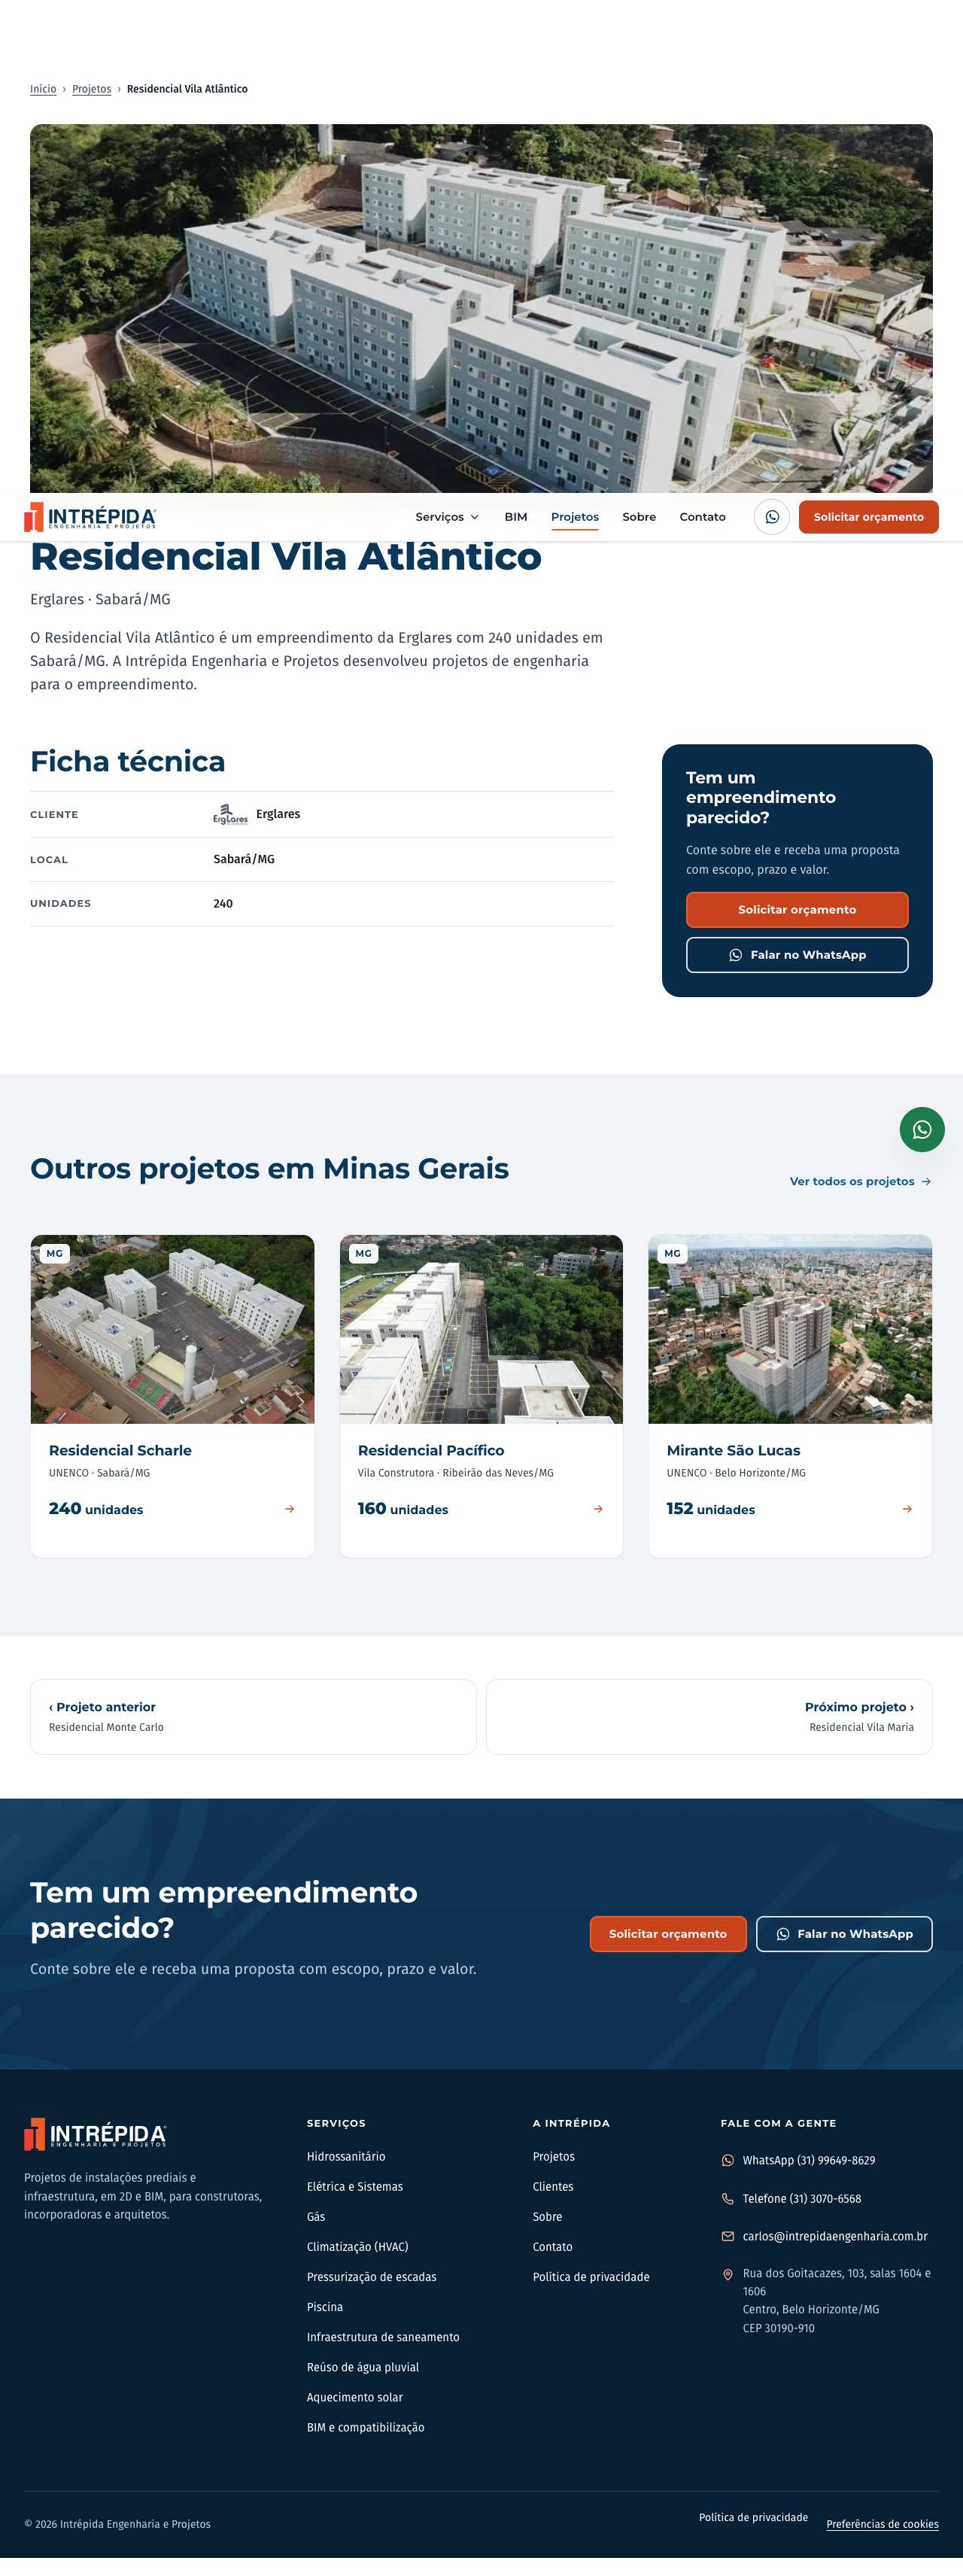 Início › Projetos › Residencial Vila Atlântico
INTRÉPIDA
ENGENHARIA E PROJETOS
Serviços BIM Projetos Sobre Contato Solicitar orçamento
Residencial Vila Atlântico
Erglares · Sabará/MG
O Residencial Vila Atlântico é um empreendimento da Erglares com 240 unidades em
Sabará/MG. A Intrépida Engenharia e Projetos desenvolveu projetos de engenharia
para o empreendimento.
Ficha técnica
CLIENTE ErgLares Erglares
LOCAL Sabará/MG
UNIDADES 240
Tem um
empreendimento
parecido?
Conte sobre ele e receba uma proposta
com escopo, prazo e valor.
Solicitar orçamento
Falar no WhatsApp
Outros projetos em Minas Gerais
Ver todos os projetos →
MG
Residencial Scharle
UNENCO · Sabará/MG
240 unidades →
MG
Residencial Pacífico
Vila Construtora · Ribeirão das Neves/MG
160 unidades →
MG
Mirante São Lucas
UNENCO · Belo Horizonte/MG
152 unidades →
‹ Projeto anterior
Residencial Monte Carlo
Próximo projeto ›
Residencial Vila Maria
Tem um empreendimento
parecido?
Conte sobre ele e receba uma proposta com escopo, prazo e valor.
Solicitar orçamento
Falar no WhatsApp
INTRÉPIDA
ENGENHARIA E PROJETOS
Projetos de instalações prediais e
infraestrutura, em 2D e BIM, para construtoras,
incorporadoras e arquitetos.
SERVIÇOS
Hidrossanitário
Elétrica e Sistemas
Gás
Climatização (HVAC)
Pressurização de escadas
Piscina
Infraestrutura de saneamento
Reúso de água pluvial
Aquecimento solar
BIM e compatibilização
A INTRÉPIDA
Projetos
Clientes
Sobre
Contato
Política de privacidade
FALE COM A GENTE
WhatsApp (31) 99649-8629
Telefone (31) 3070-6568
carlos@intrepidaengenharia.com.br
Rua dos Goitacazes, 103, salas 1604 e
1606
Centro, Belo Horizonte/MG
CEP 30190-910
© 2026 Intrépida Engenharia e Projetos
Política de privacidade
Preferências de cookies